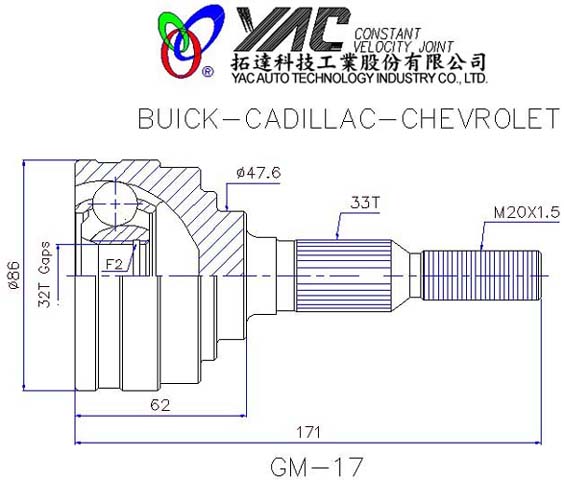 YAC CONSTANT
VELOCITY JOINT
®
拓達科技工業股份有限公司
YAC AUTO TECHNOLOGY INDUSTRY CO., LTD.
BUICK-CADILLAC-CHEVROLET
Ø47.6
33T
M20X1.5
Ø86
32T Gaps
F2
62
171
GM-17